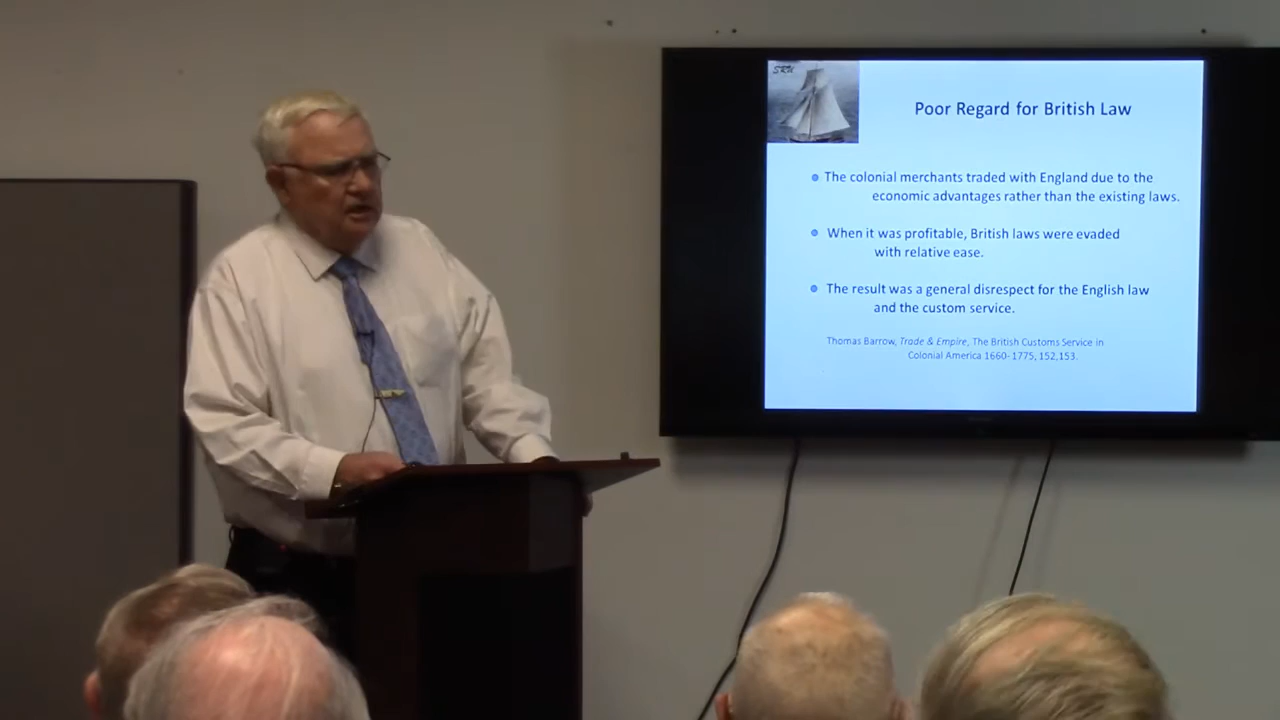 Poor Regard for British Law
The colonial merchants traded with England due to the
economic advantages rather than the existing laws.
When it was profitable, British laws were evaded
with relative ease.
The result was a general disrespect for the English law
and the custom service.
Thomas Barrow, Trade & Empire, The British Customs Service in
Colonial America 1660- 1775, 152,153.